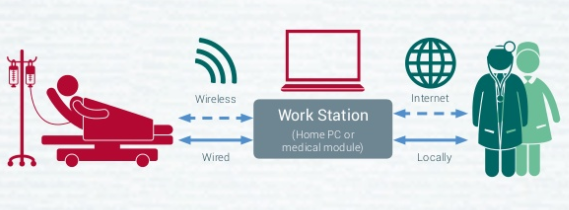 Wireless
Internet
Work Station
(Home PC or
medical module)
Wired
Locally